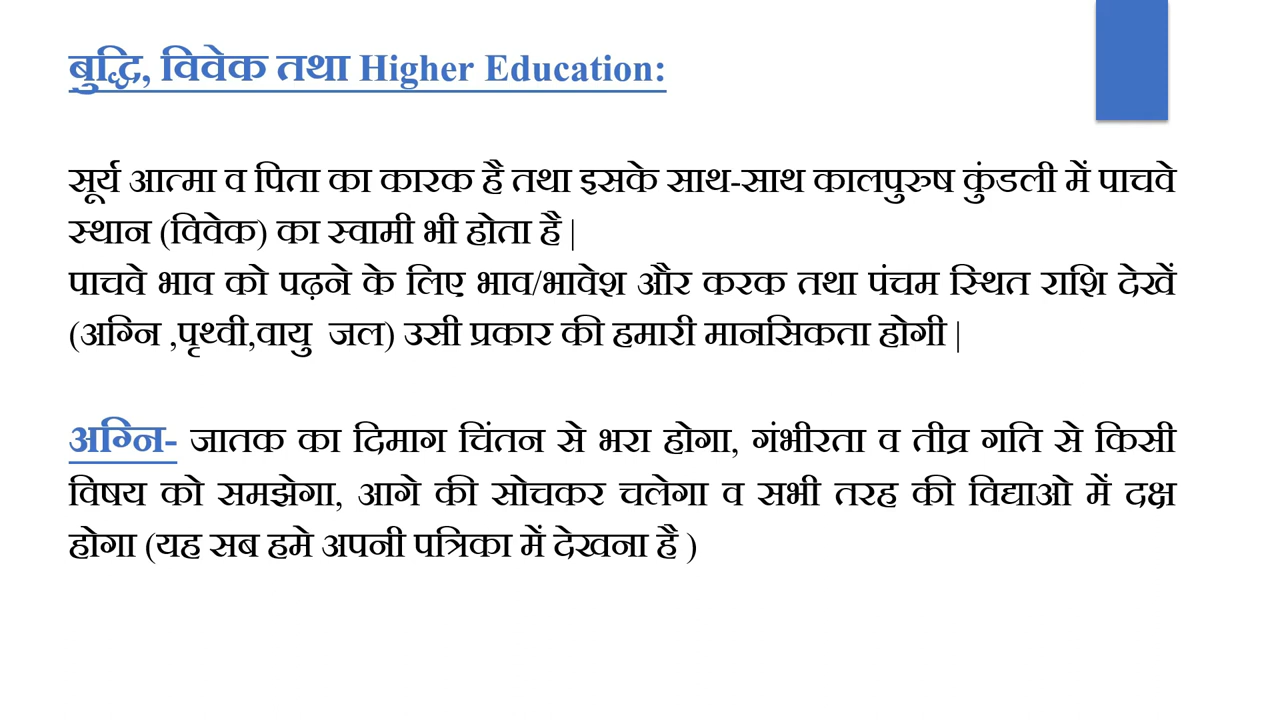 बुद्धि, विवेक तथा Higher Education:
सूर्य आत्मा व पिता का कारक है तथा इसके साथ-साथ कालपुरुष कुंडली में पाचवे
स्थान (विवेक) का स्वामी भी होता है |
पाचवे भाव को पढ़ने के लिए भाव/भावेश और करक तथा पंचम स्थित राशि देखें
(अग्नि ,पृथ्वी,वायु जल) उसी प्रकार की हमारी मानसिकता होगी |
अग्नि- जातक का दिमाग चिंतन से भरा होगा, गंभीरता व तीव्र गति से किसी
विषय को समझेगा, आगे की सोचकर चलेगा व सभी तरह की विद्याओ में दक्ष
होगा (यह सब हमे अपनी पत्रिका में देखना है )